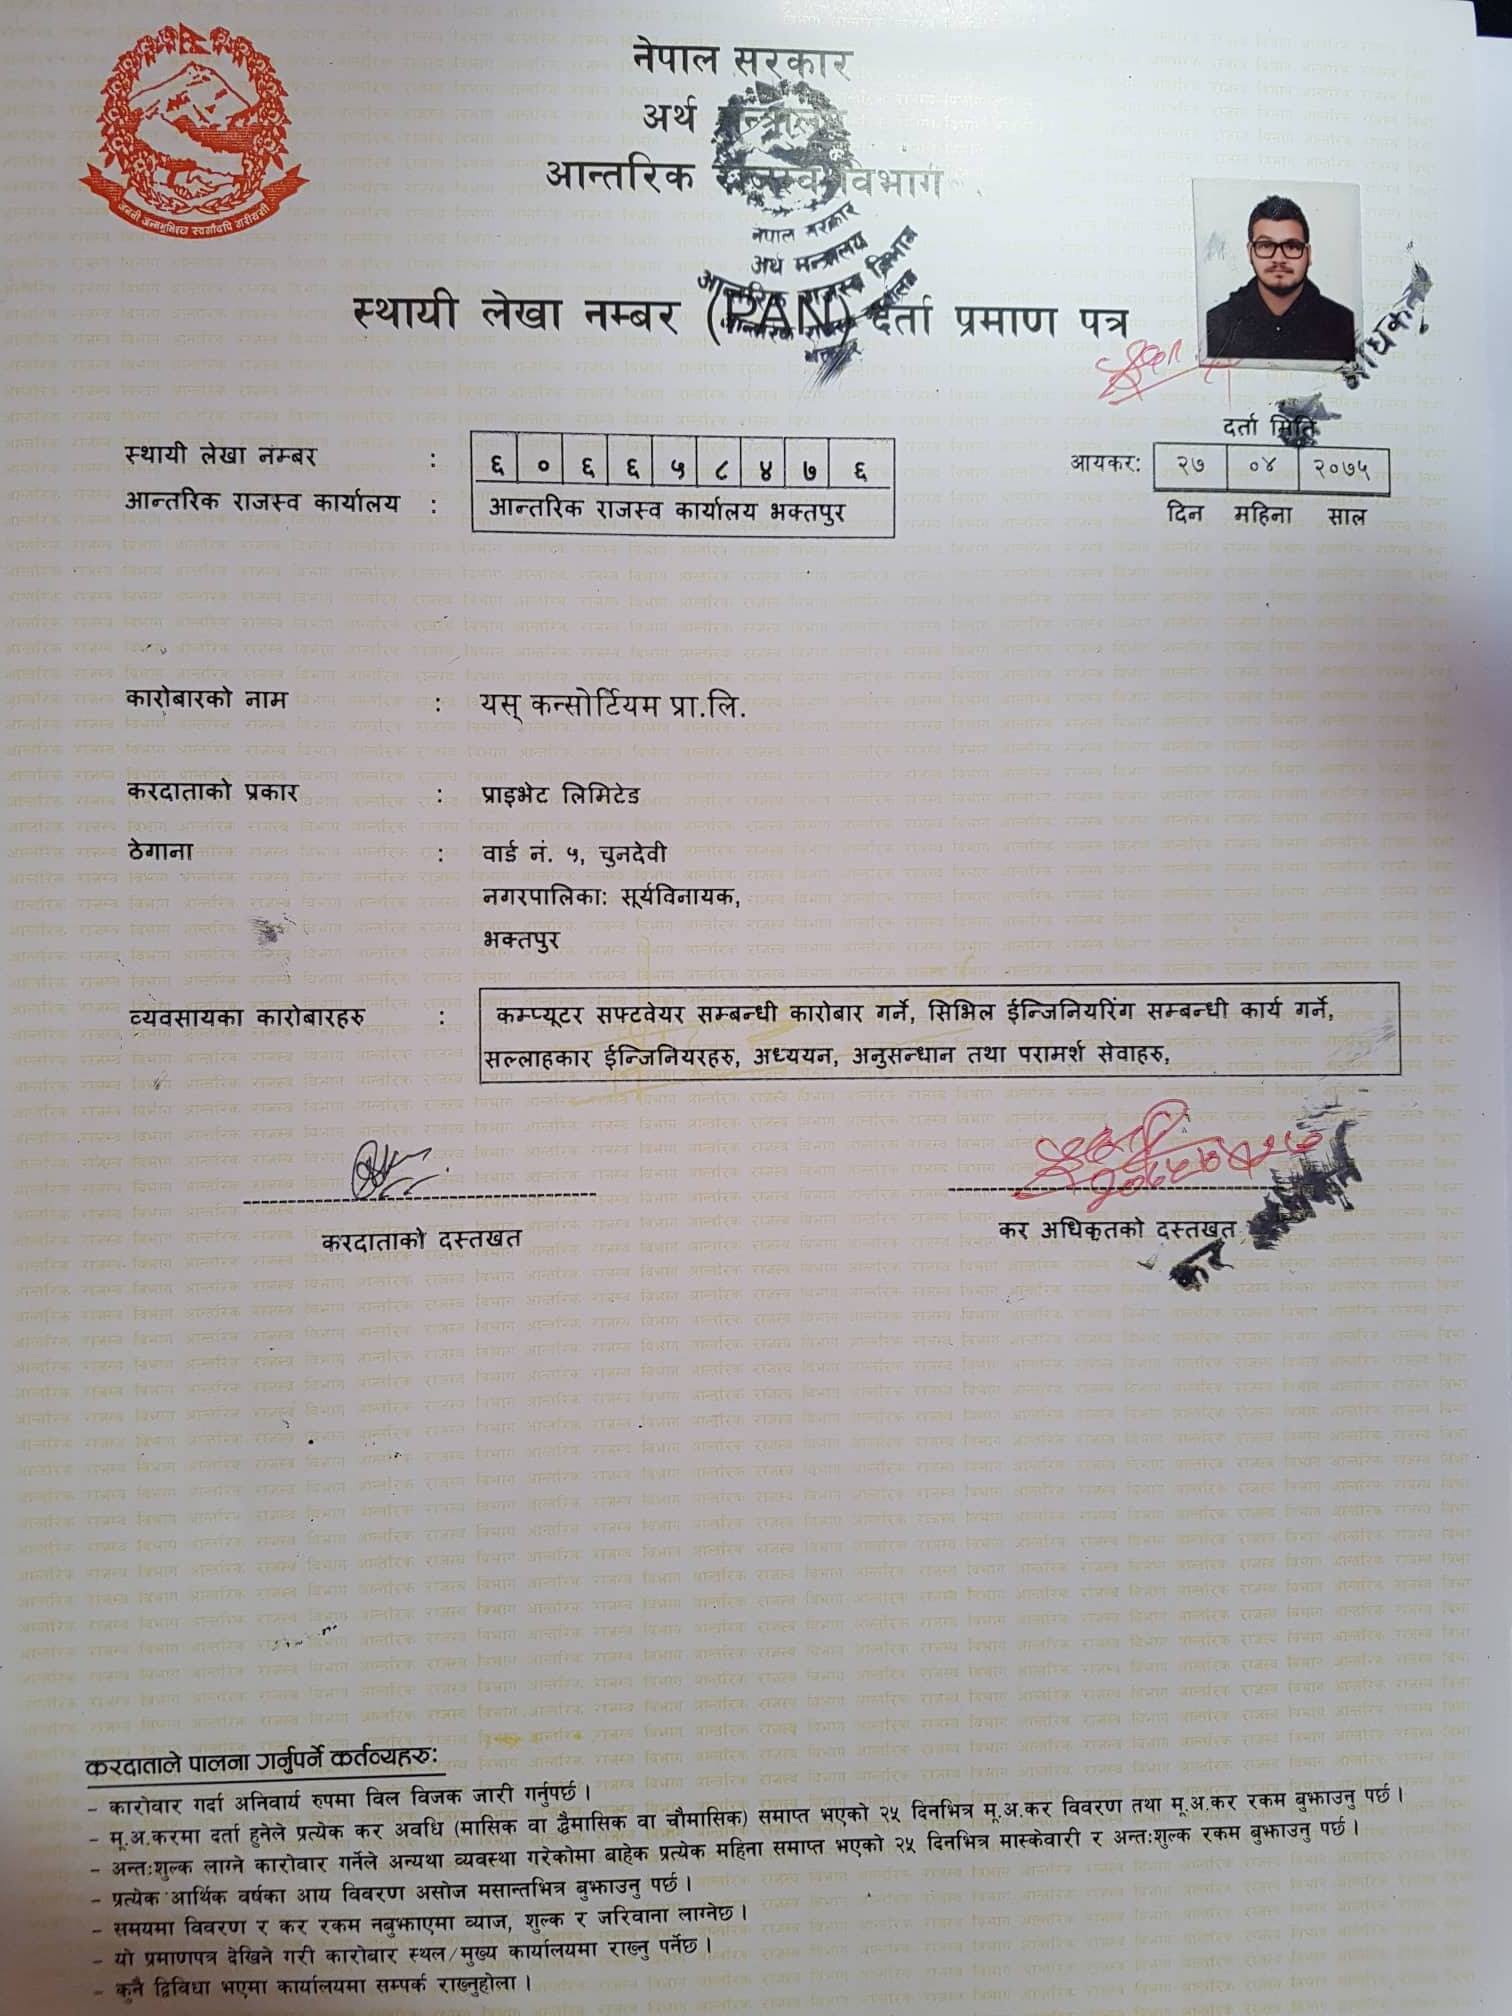 नेपाल सरकार
अर्थ मन्त्रालय
आन्तरिक राजस्व विभाग
जननी जन्मभूमिश्च स्वर्गादपि गरीयसी
नेपाल सरकार
अर्थ मन्त्रालय
आन्तरिक राजस्व विभाग
स्थायी लेखा नम्बर (PAN) दर्ता प्रमाण पत्र
दर्ता मिति
स्थायी लेखा नम्बर : ६ ० ६ ६ ५ ८ ४ ७ ६
आयकर: २७ ०४ २०७५
दिन महिना साल
आन्तरिक राजस्व कार्यालय : आन्तरिक राजस्व कार्यालय भक्तपुर
कारोबारको नाम : यस् कन्सोर्टियम प्रा.लि.
करदाताको प्रकार : प्राइभेट लिमिटेड
ठेगाना : वार्ड नं. ५, चुनदेवी
नगरपालिका: सूर्यविनायक,
भक्तपुर
व्यवसायका कारोबारहरु : कम्प्यूटर सफ्टवेयर सम्बन्धी कारोबार गर्ने, सिभिल ईन्जिनियरिंग सम्बन्धी कार्य गर्ने,
सल्लाहकार ईन्जिनियरहरु, अध्ययन, अनुसन्धान तथा परामर्श सेवाहरु,
करदाताको दस्तखत
कर अधिकृतको दस्तखत
कर
करदाताले पालना गर्नुपर्ने कर्तव्यहरु:
- कारोवार गर्दा अनिवार्य रुपमा विल विजक जारी गर्नुपर्छ ।
- मू.अ.करमा दर्ता हुनेले प्रत्येक कर अवधि (मासिक वा द्वैमासिक वा चौमासिक) समाप्त भएको २५ दिनभित्र मू.अ.कर विवरण तथा मू.अ.कर रकम बुझाउनु पर्छ ।
- अन्तःशुल्क लाग्ने कारोवार गर्नेले अन्यथा व्यवस्था गरेकोमा बाहेक प्रत्येक महिना समाप्त भएको २५ दिनभित्र मास्केवारी र अन्तःशुल्क रकम बुझाउनु पर्छ ।
- प्रत्येक आर्थिक वर्षका आय विवरण असोज मसान्तभित्र बुझाउनु पर्छ ।
- समयमा विवरण र कर रकम नबुझाएमा व्याज, शुल्क र जरिवाना लाग्नेछ ।
- यो प्रमाणपत्र देखिने गरी कारोबार स्थल/मुख्य कार्यालयमा राख्नु पर्नेछ ।
- कुनै द्विविधा भएमा कार्यालयमा सम्पर्क राख्नुहोला ।